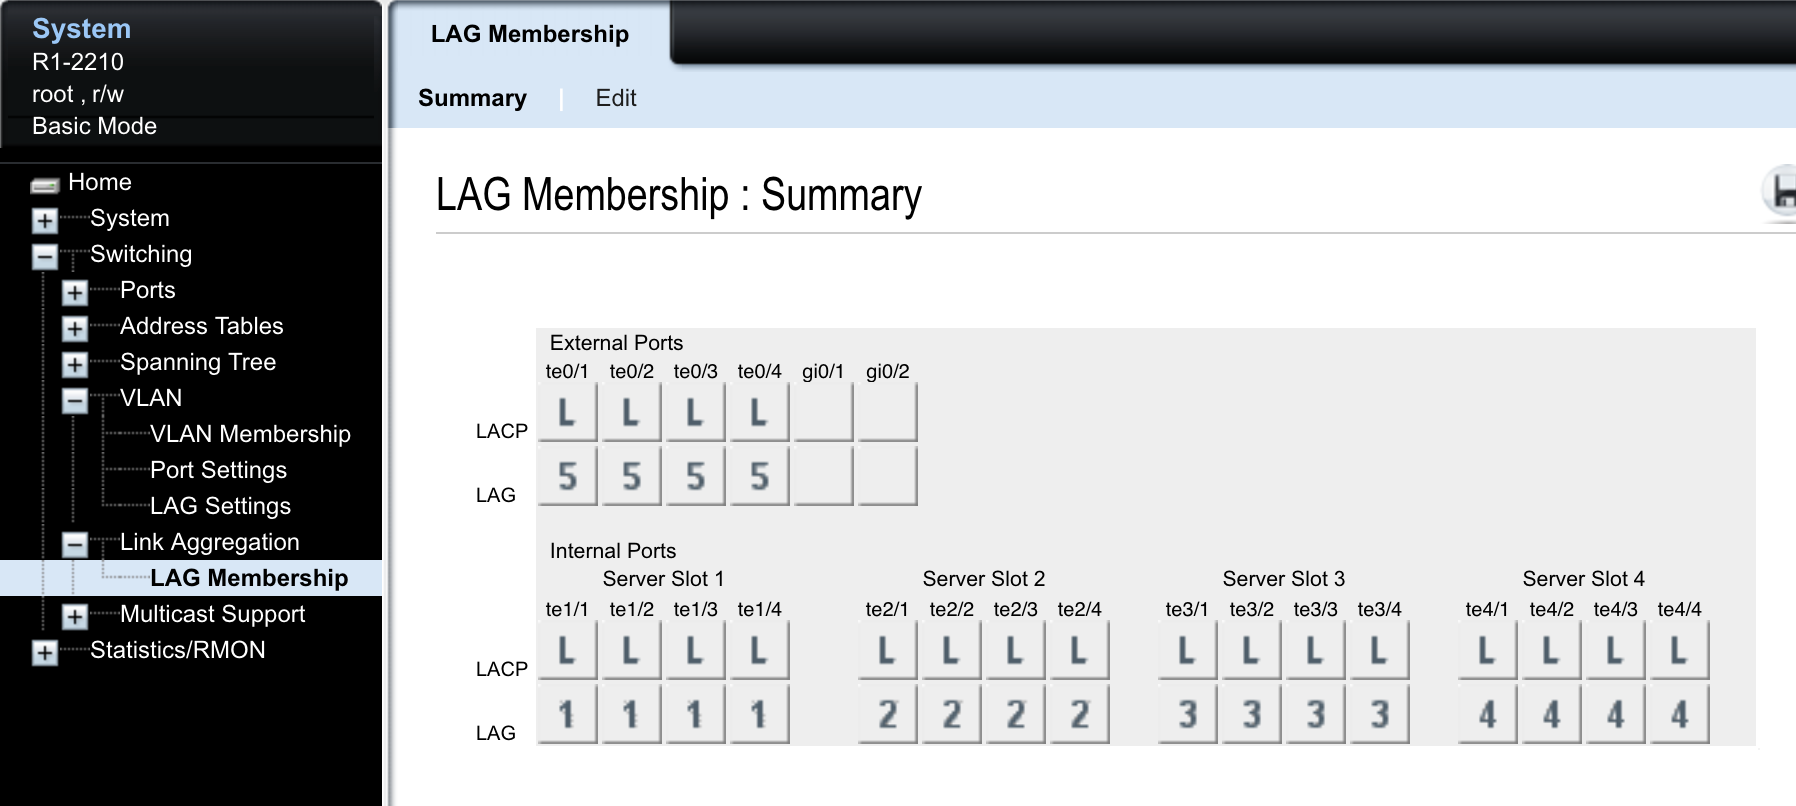 System
R1-2210
root , r/w
Basic Mode
Home
System
Switching
Ports
Address Tables
Spanning Tree
VLAN
VLAN Membership
Port Settings
LAG Settings
Link Aggregation
LAG Membership
Multicast Support
Statistics/RMON
LAG Membership
Summary Edit
LAG Membership : Summary
External Ports
te0/1 te0/2 te0/3 te0/4 gi0/1 gi0/2
LACP L L L L
LAG 5 5 5 5
Internal Ports
Server Slot 1 Server Slot 2 Server Slot 3 Server Slot 4
te1/1 te1/2 te1/3 te1/4 te2/1 te2/2 te2/3 te2/4 te3/1 te3/2 te3/3 te3/4 te4/1 te4/2 te4/3 te4/4
LACP L L L L L L L L L L L L L L L L
LAG 1 1 1 1 2 2 2 2 3 3 3 3 4 4 4 4